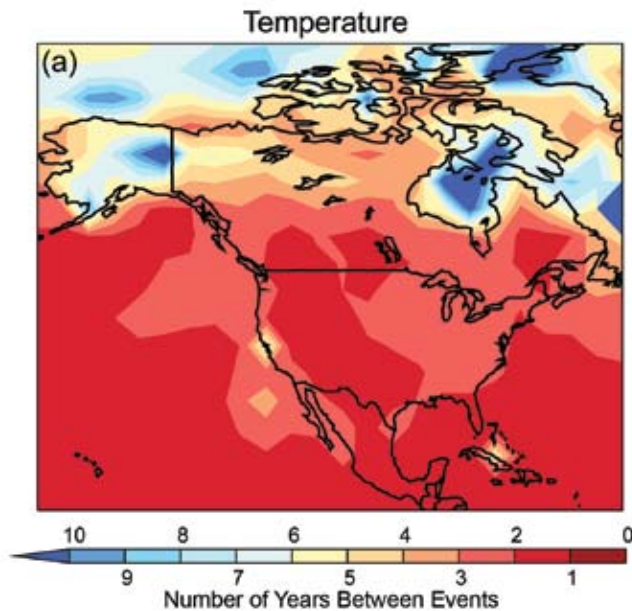 Temperature
(a)
10 8 6 4 2 0
9 7 5 3 1
Number of Years Between Events